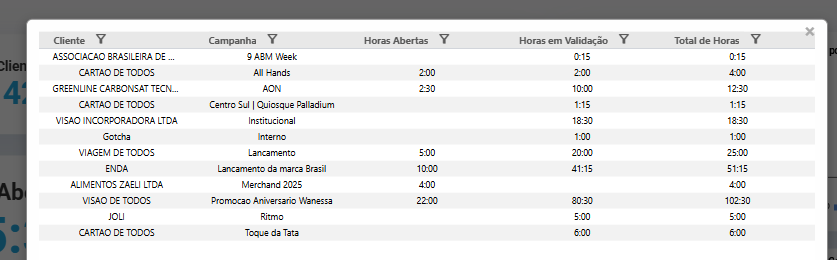 Cliente Campanha Horas Abertas Horas em Validação Total de Horas
ASSOCIACAO BRASILEIRA DE ... 9 ABM Week 0:15 0:15
CARTAO DE TODOS All Hands 2:00 2:00 4:00
GREENLINE CARBONSAT TECN... AON 2:30 10:00 12:30
CARTAO DE TODOS Centro Sul | Quiosque Palladium 1:15 1:15
VISAO INCORPORADORA LTDA Institucional 18:30 18:30
Gotcha Interno 1:00 1:00
VIAGEM DE TODOS Lancamento 5:00 20:00 25:00
ENDA Lancamento da marca Brasil 10:00 41:15 51:15
ALIMENTOS ZAELI LTDA Merchand 2025 4:00 4:00
VISAO DE TODOS Promocao Aniversario Wanessa 22:00 80:30 102:30
JOLI Ritmo 5:00 5:00
CARTAO DE TODOS Toque da Tata 6:00 6:00